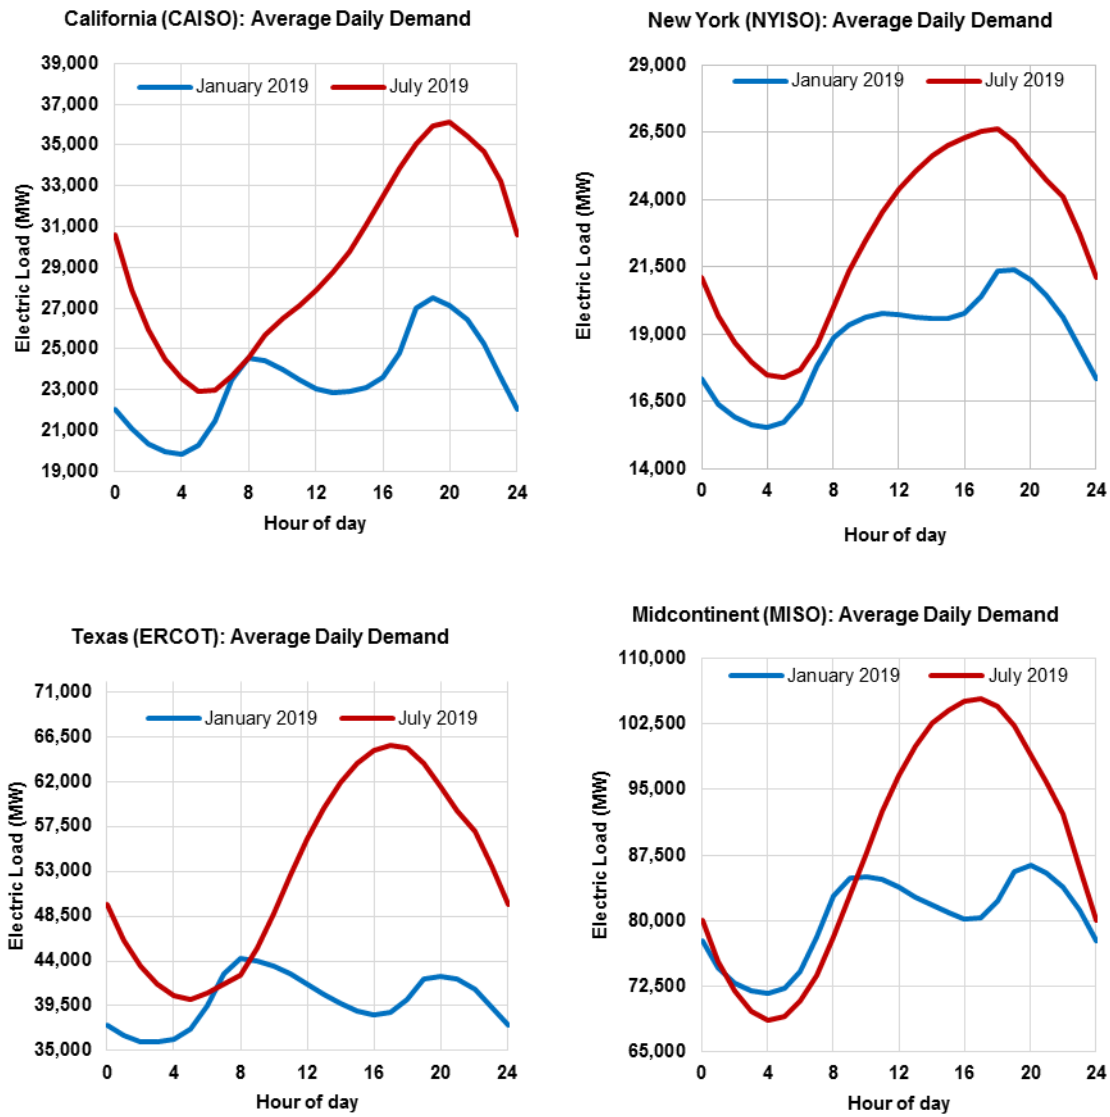 California (CAISO): Average Daily Demand
39,000
37,000
35,000
33,000
31,000
29,000
27,000
25,000
23,000
21,000
19,000
Electric Load (MW)
January 2019
July 2019
0 4 8 12 16 20 24
Hour of day
New York (NYISO): Average Daily Demand
29,000
26,500
24,000
21,500
19,000
16,500
14,000
Electric Load (MW)
January 2019
July 2019
0 4 8 12 16 20 24
Hour of day
Texas (ERCOT): Average Daily Demand
71,000
66,500
62,000
57,500
53,000
48,500
44,000
39,500
35,000
Electric Load (MW)
January 2019
July 2019
0 4 8 12 16 20 24
Hour of day
Midcontinent (MISO): Average Daily Demand
110,000
102,500
95,000
87,500
80,000
72,500
65,000
Electric Load (MW)
January 2019
July 2019
0 4 8 12 16 20 24
Hour of day